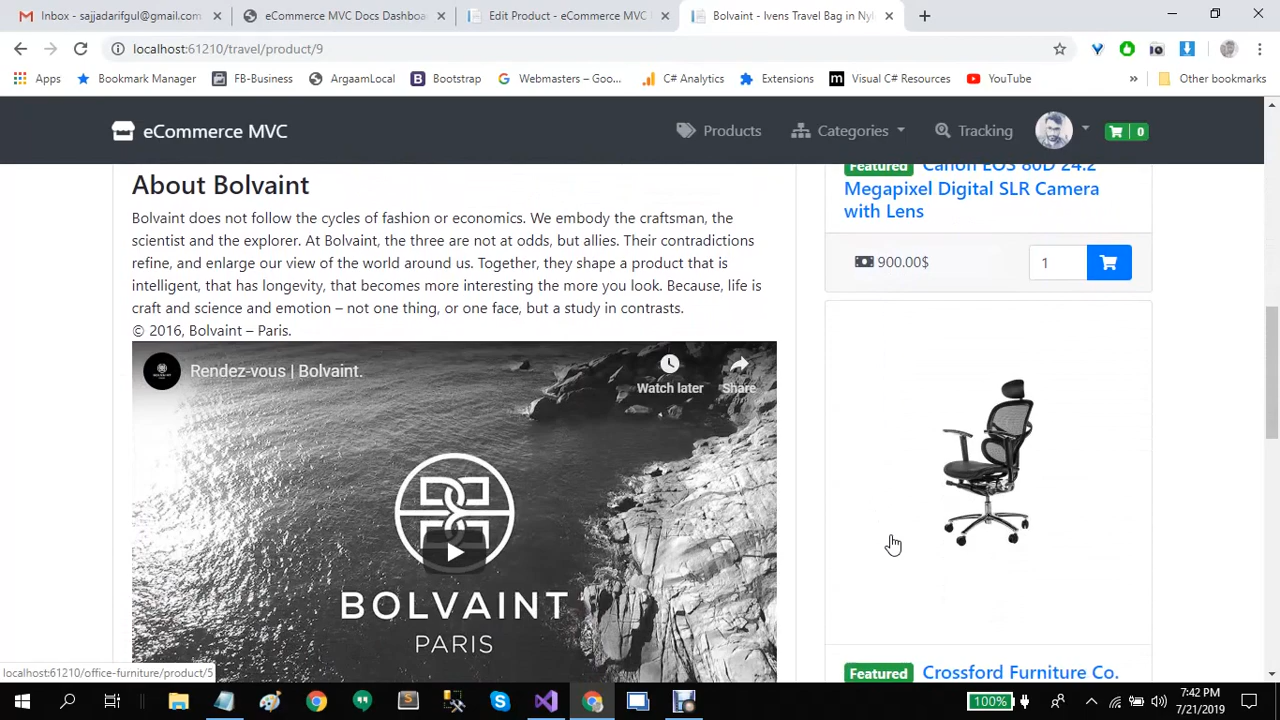 Inbox - sajjadarifgul@gmail.com
eCommerce MVC Docs Dashboa
Edit Product - eCommerce MVC
Bolvaint - Ivens Travel Bag in Nyl
localhost:61210/travel/product/9
Apps
Bookmark Manager
FB-Business
ArgaamLocal
Bootstrap
Webmasters – Goo...
C# Analytics
Extensions
Visual C# Resources
YouTube
Other bookmarks
eCommerce MVC
Products
Categories
Tracking
0
About Bolvaint
Bolvaint does not follow the cycles of fashion or economics. We embody the craftsman, the
scientist and the explorer. At Bolvaint, the three are not at odds, but allies. Their contradictions
refine, and enlarge our view of the world around us. Together, they shape a product that is
intelligent, that has longevity, that becomes more interesting the more you look. Because, life is
craft and science and emotion – not one thing, or one face, but a study in contrasts.
© 2016, Bolvaint – Paris.
Rendez-vous | Bolvaint.
Watch later
Share
BOLVAINT
PARIS
Featured Canon EOS 80D 24.2
Megapixel Digital SLR Camera
with Lens
900.00$
1
Featured Crossford Furniture Co.
localhost:61210/office-furniture/product/5
100%
7:42 PM
7/21/2019